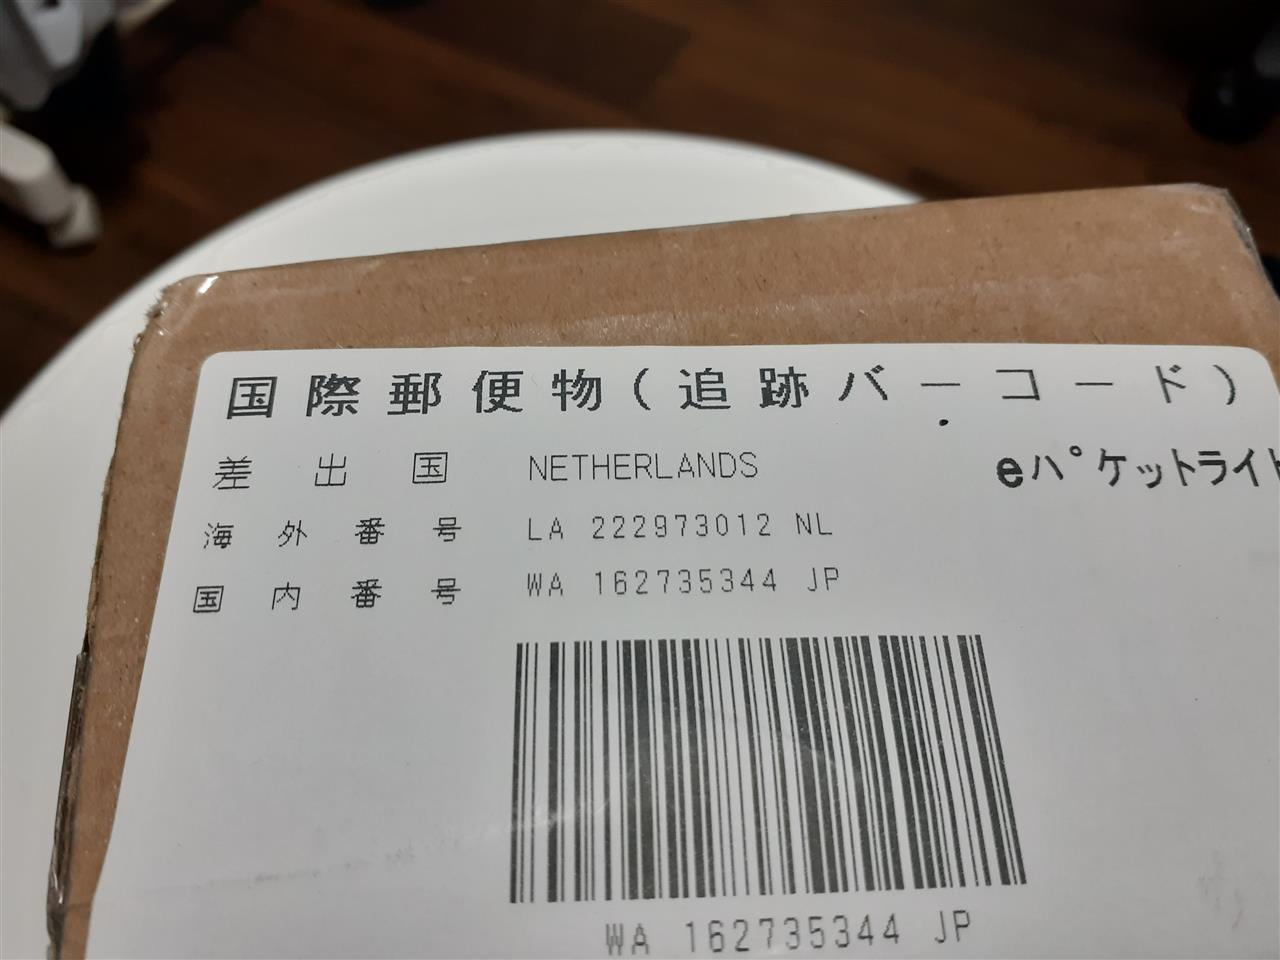 国際郵便物(追跡バーコード)
差出国 NETHERLANDS eパケットライト
海外番号 LA 222973012 NL
国内番号 WA 162735344 JP
WA 162735344 JP